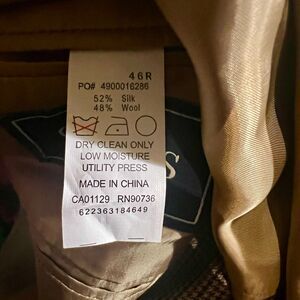 46R
PO# 4900016286
52% Silk
48% Wool
DRY CLEAN ONLY
LOW MOISTURE
UTILITY PRESS
MADE IN CHINA
CA01129 RN90736
622363184649